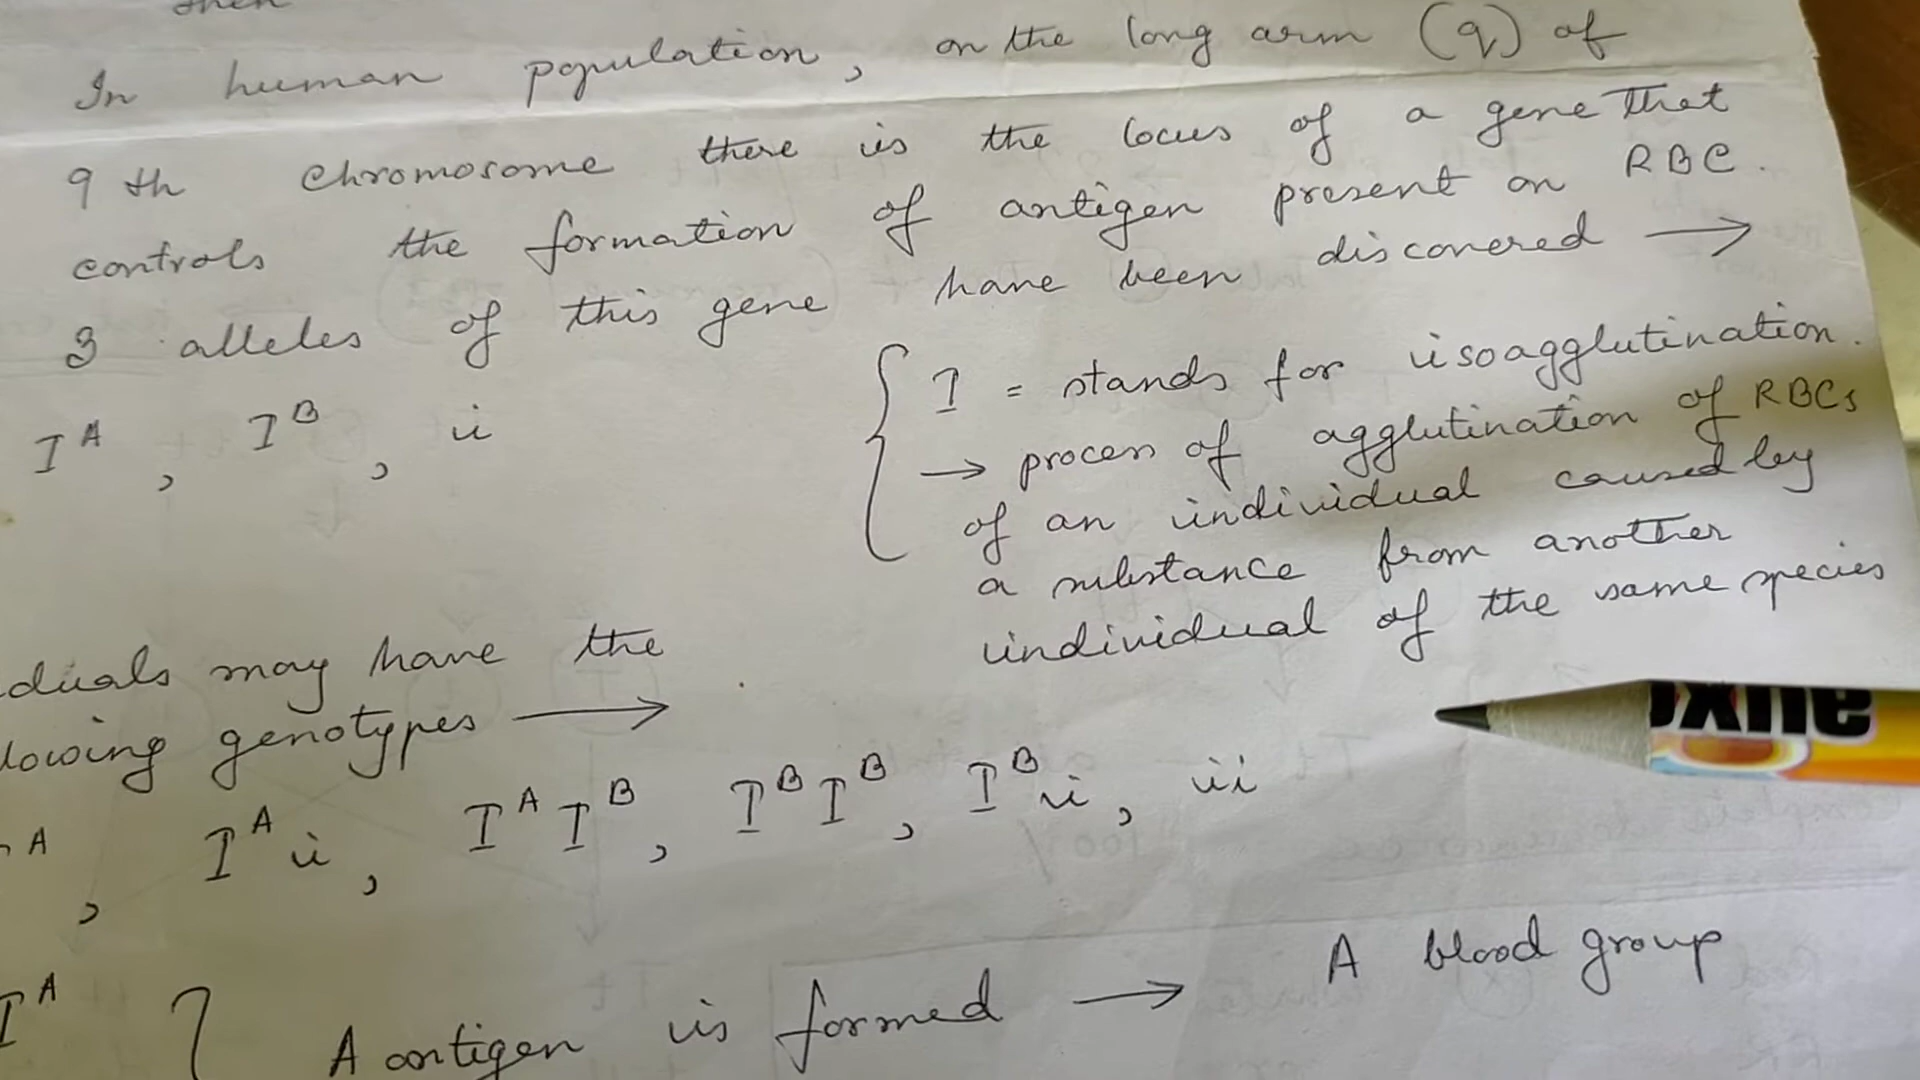 then
In human population, on the long arm (q) of
9th chromosome there is the locus of a gene that
controls the formation of antigen present on RBC.
3 alleles of this gene have been discovered →
I^A, I^B, i
{ I = stands for isoagglutination.
→ process of agglutination of RBCs
of an individual caused by
a substance from another
individual of the same species
duals may have the
lowing genotypes →
A, I^A i, I^A I^B, I^B I^B, I^B i, ii
I^A } A antigen is formed → A blood group